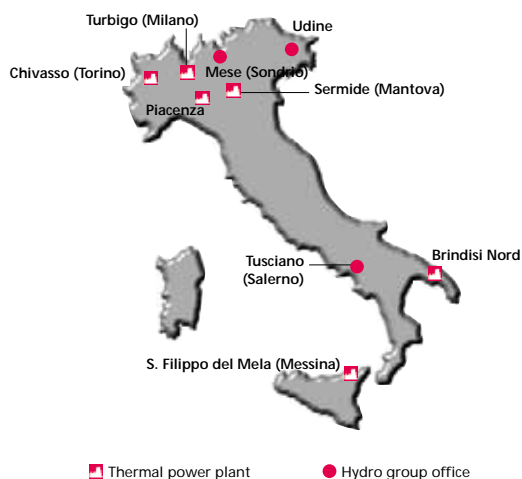 Turbigo (Milano)
Udine
Chivasso (Torino)
Mese (Sondrio)
Sermide (Mantova)
Piacenza
Tusciano
(Salerno)
Brindisi Nord
S. Filippo del Mela (Messina)
Thermal power plant
Hydro group office